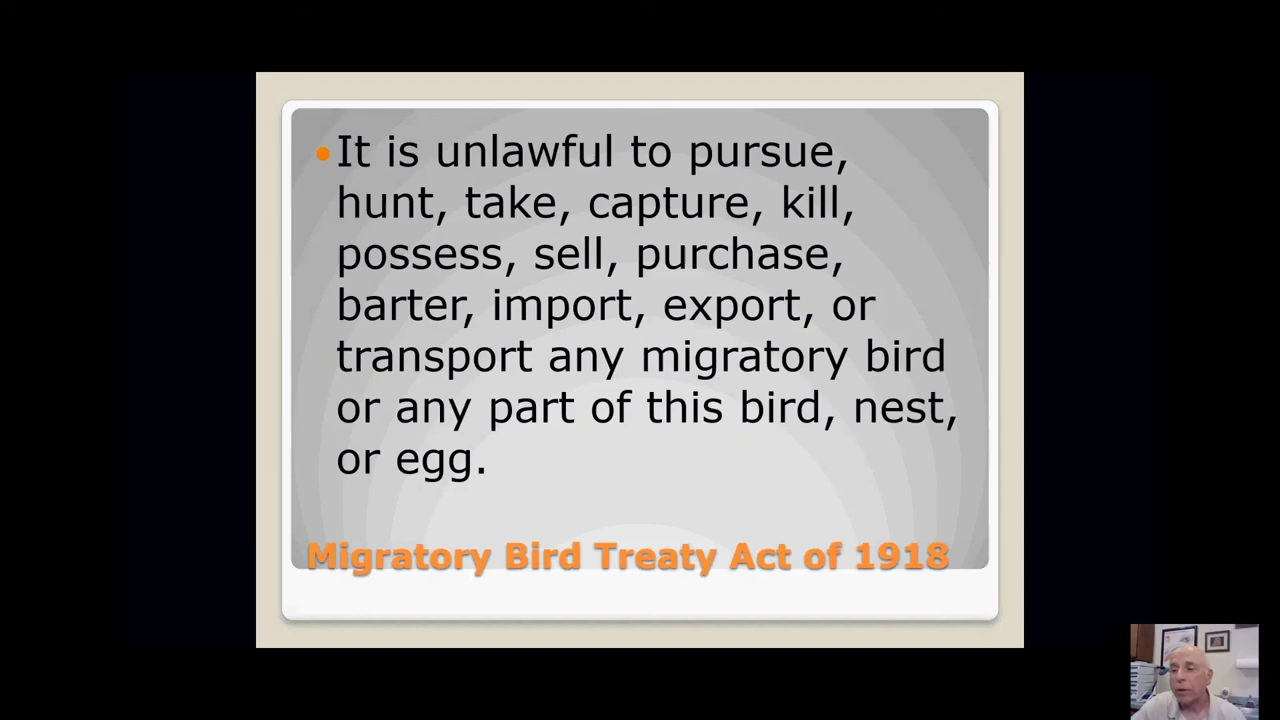 It is unlawful to pursue,
hunt, take, capture, kill,
possess, sell, purchase,
barter, import, export, or
transport any migratory bird
or any part of this bird, nest,
or egg.
Migratory Bird Treaty Act of 1918